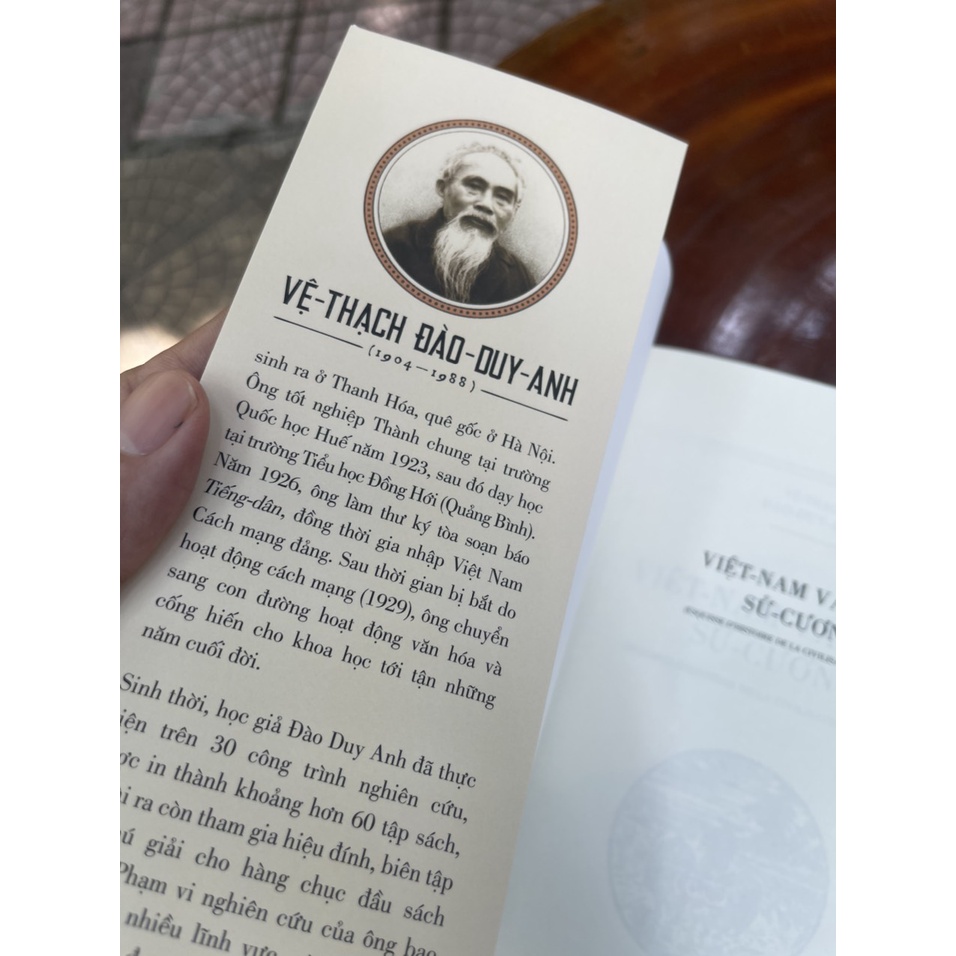 VỆ-THẠCH ĐÀO-DUY-ANH
(1904–1988)
sinh ra ở Thanh Hóa, quê gốc ở Hà Nội.
Ông tốt nghiệp Thành chung tại trường
Quốc học Huế năm 1923, sau đó dạy học
tại trường Tiểu học Đồng Hới (Quảng Bình).
Năm 1926, ông làm thư ký tòa soạn báo
Tiếng-dân, đồng thời gia nhập Việt Nam
Cách mạng đảng. Sau thời gian bị bắt do
hoạt động cách mạng (1929), ông chuyển
sang con đường hoạt động văn hóa và
cống hiến cho khoa học tới tận những
năm cuối đời.
Sinh thời, học giả Đào Duy Anh đã thực
trên 30 công trình nghiên cứu,
in thành khoảng hơn 60 tập sách,
ra còn tham gia hiệu đính, biên tập
giải cho hàng chục đầu sách
Phạm vi nghiên cứu của ông bao
nhiều lĩnh vực
VIỆT-NAM
SỬ-CƯƠN